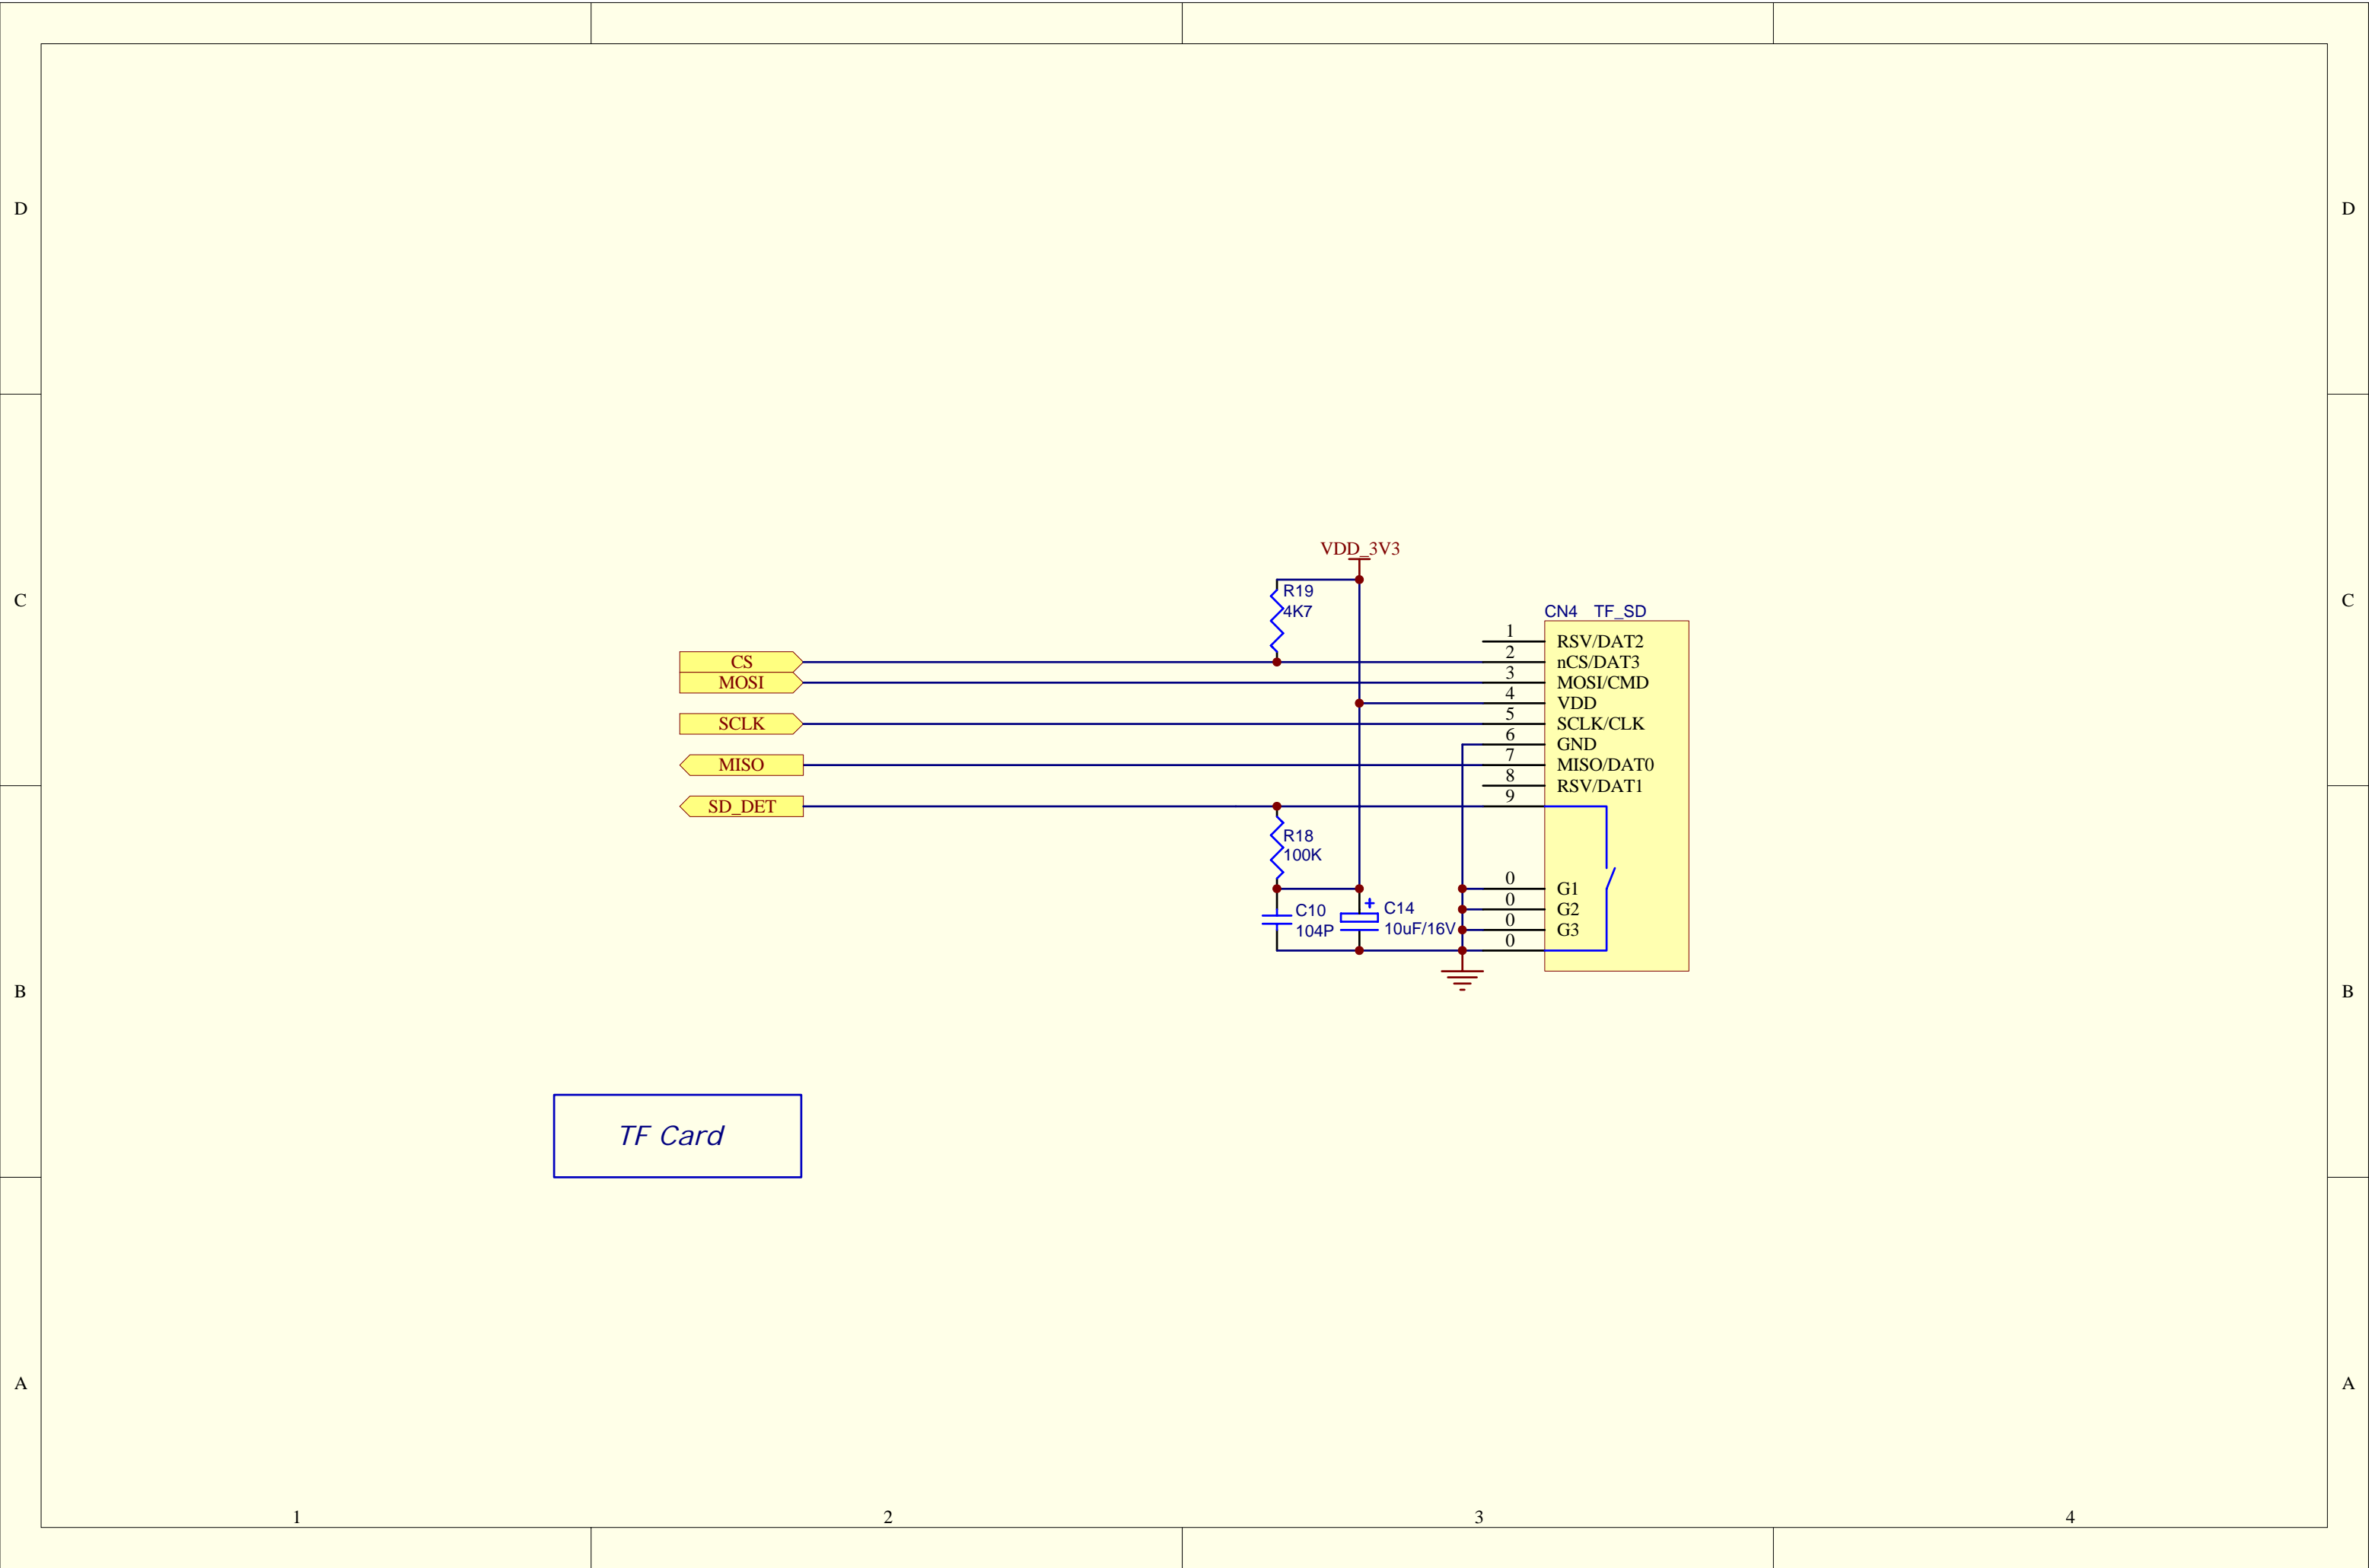 D
D
VDD_3V3
R19
4K7
C
C
CN4 TF_SD
1 RSV/DAT2
CS 2 nCS/DAT3
MOSI 3 MOSI/CMD
4 VDD
SCLK 5 SCLK/CLK
6 GND
MISO 7 MISO/DAT0
8 RSV/DAT1
SD_DET 9
R18
100K
0 G1
0 G2
0 G3
0
C10
104P
+
C14
10uF/16V
B
B
TF Card
A
A
1 2 3 4